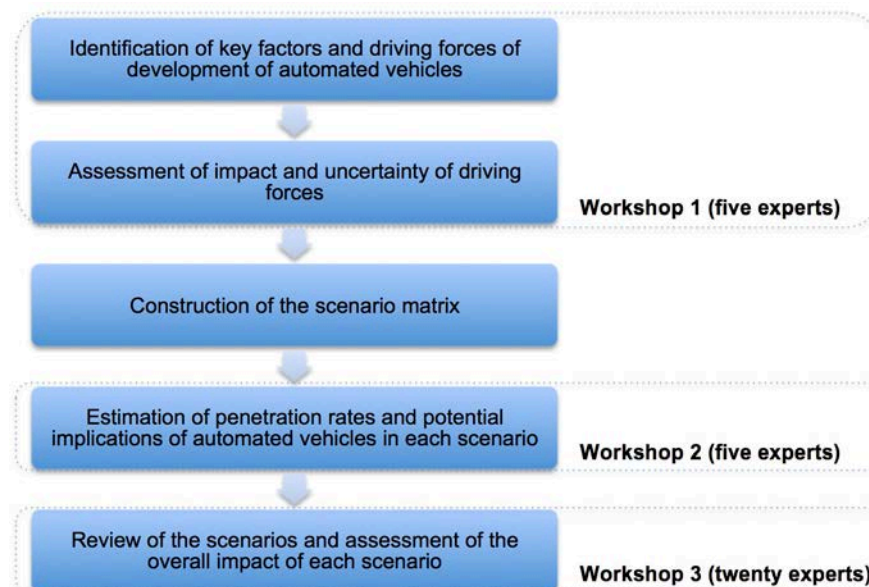 Identification of key factors and driving forces of
development of automated vehicles
Assessment of impact and uncertainty of driving
forces
Workshop 1 (five experts)
Construction of the scenario matrix
Estimation of penetration rates and potential
implications of automated vehicles in each scenario
Workshop 2 (five experts)
Review of the scenarios and assessment of the
overall impact of each scenario
Workshop 3 (twenty experts)